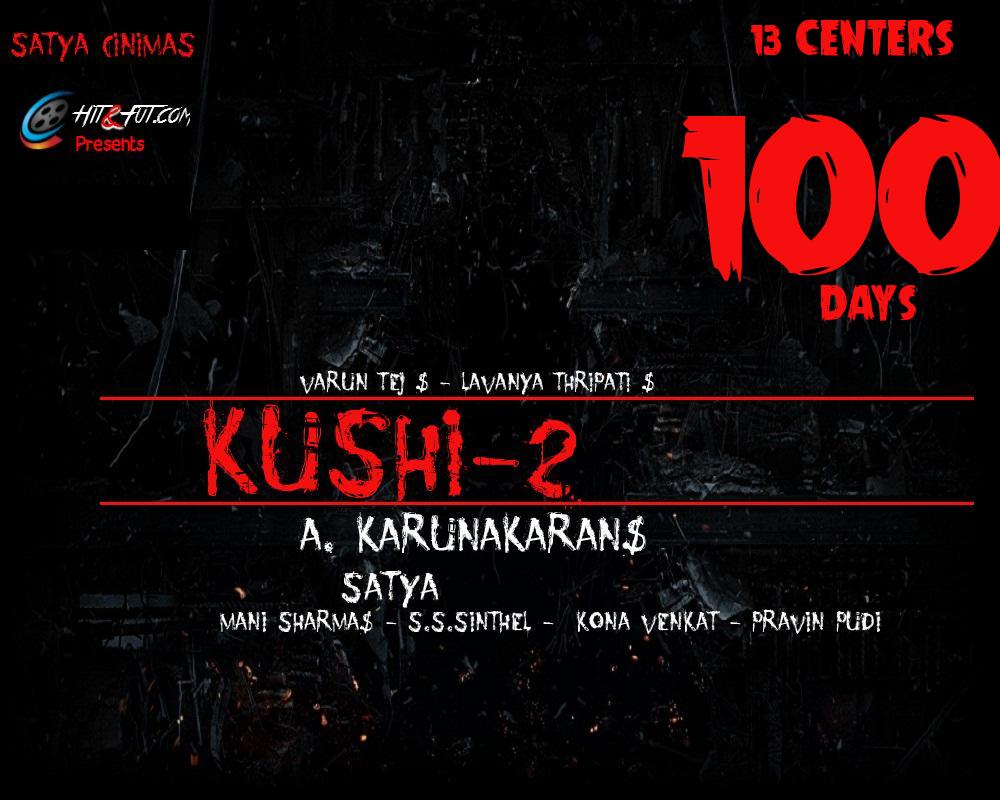 SATYA CINIMAS
13 CENTERS
HIT&FUT.COM
Presents
100
DAYS
VARUN TEJ $ - LAVANYA THRIPATI $
KUSHI-2
A. KARUNAKARAN$
SATYA
MANI SHARMA$ - S.S.SINTHEL - KONA VENKAT - PRAVIN PUDI